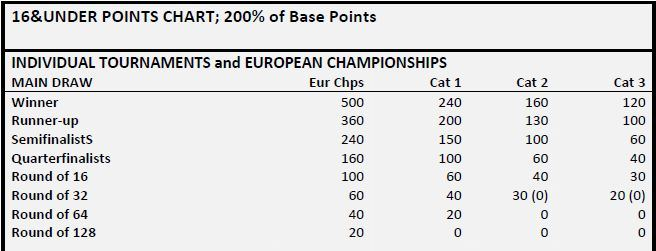 16&UNDER POINTS CHART; 200% of Base Points
INDIVIDUAL TOURNAMENTS and EUROPEAN CHAMPIONSHIPS
MAIN DRAW Eur Chps Cat 1 Cat 2 Cat 3
Winner 500 240 160 120
Runner-up 360 200 130 100
SemifinalistS 240 150 100 60
Quarterfinalists 160 100 60 40
Round of 16 100 60 40 30
Round of 32 60 40 30 (0) 20 (0)
Round of 64 40 20 0 0
Round of 128 20 0 0 0